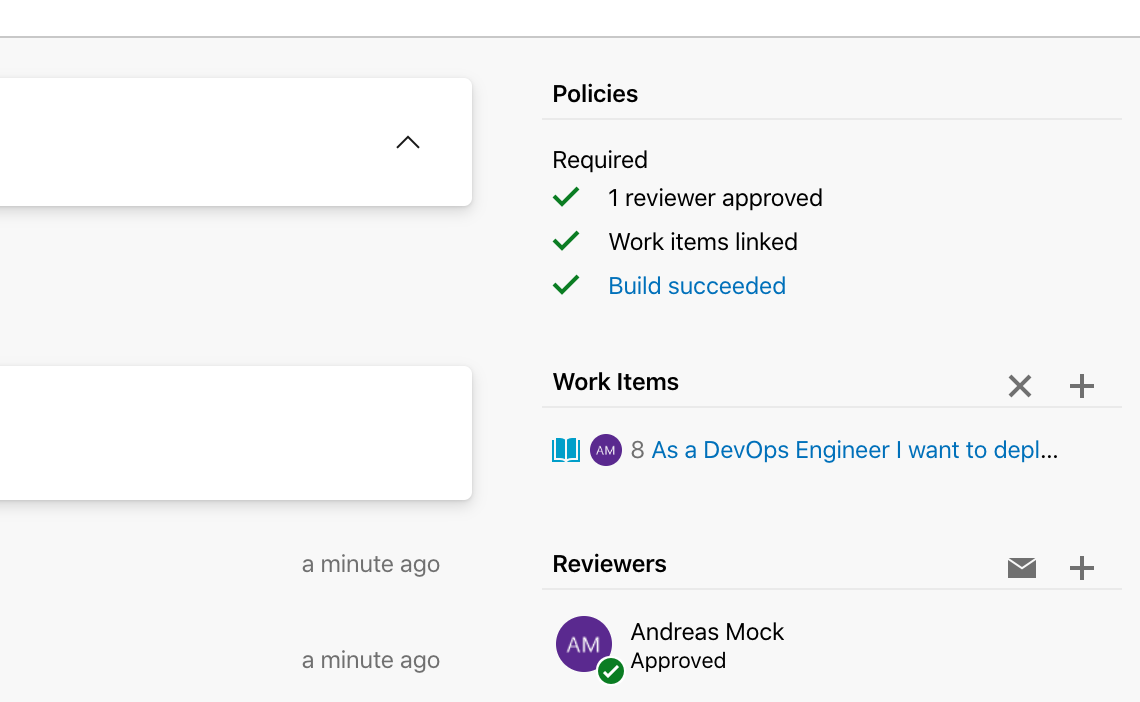 Policies
Required
1 reviewer approved
Work items linked
Build succeeded
Work Items
AM 8 As a DevOps Engineer I want to depl...
a minute ago
Reviewers
AM Andreas Mock
Approved
a minute ago